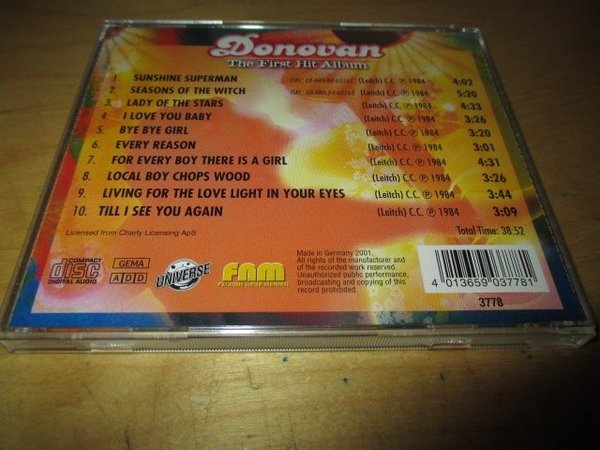 Donovan
The First Hit Album
1. SUNSHINE SUPERMAN (Leitch) C.C. ℗ 1984 4:02
2. SEASONS OF THE WITCH (Leitch) C.C. ℗ 1984 5:20
3. LADY OF THE STARS (Leitch) C.C. ℗ 1984 4:33
4. I LOVE YOU BABY (Leitch) C.C. ℗ 1984 3:26
5. BYE BYE GIRL (Leitch) C.C. ℗ 1984 3:20
6. EVERY REASON (Leitch) C.C. ℗ 1984 3:01
7. FOR EVERY BOY THERE IS A GIRL (Leitch) C.C. ℗ 1984 4:31
8. LOCAL BOY CHOPS WOOD (Leitch) C.C. ℗ 1984 3:26
9. LIVING FOR THE LOVE LIGHT IN YOUR EYES (Leitch) C.C. ℗ 1984 3:44
10. TILL I SEE YOU AGAIN (Leitch) C.C. ℗ 1984 3:09
Licensed from Charly Licensing ApS
Total Time: 38:52
COMPACT
disc
DIGITAL AUDIO
GEMA
ADD
UNIVERSE
FNM
Made in Germany 2001.
All rights of the manufacturer and
of the recorded work reserved.
Unauthorized public performance,
broadcasting and copying of this
record prohibited.
4 013659 037781
3778